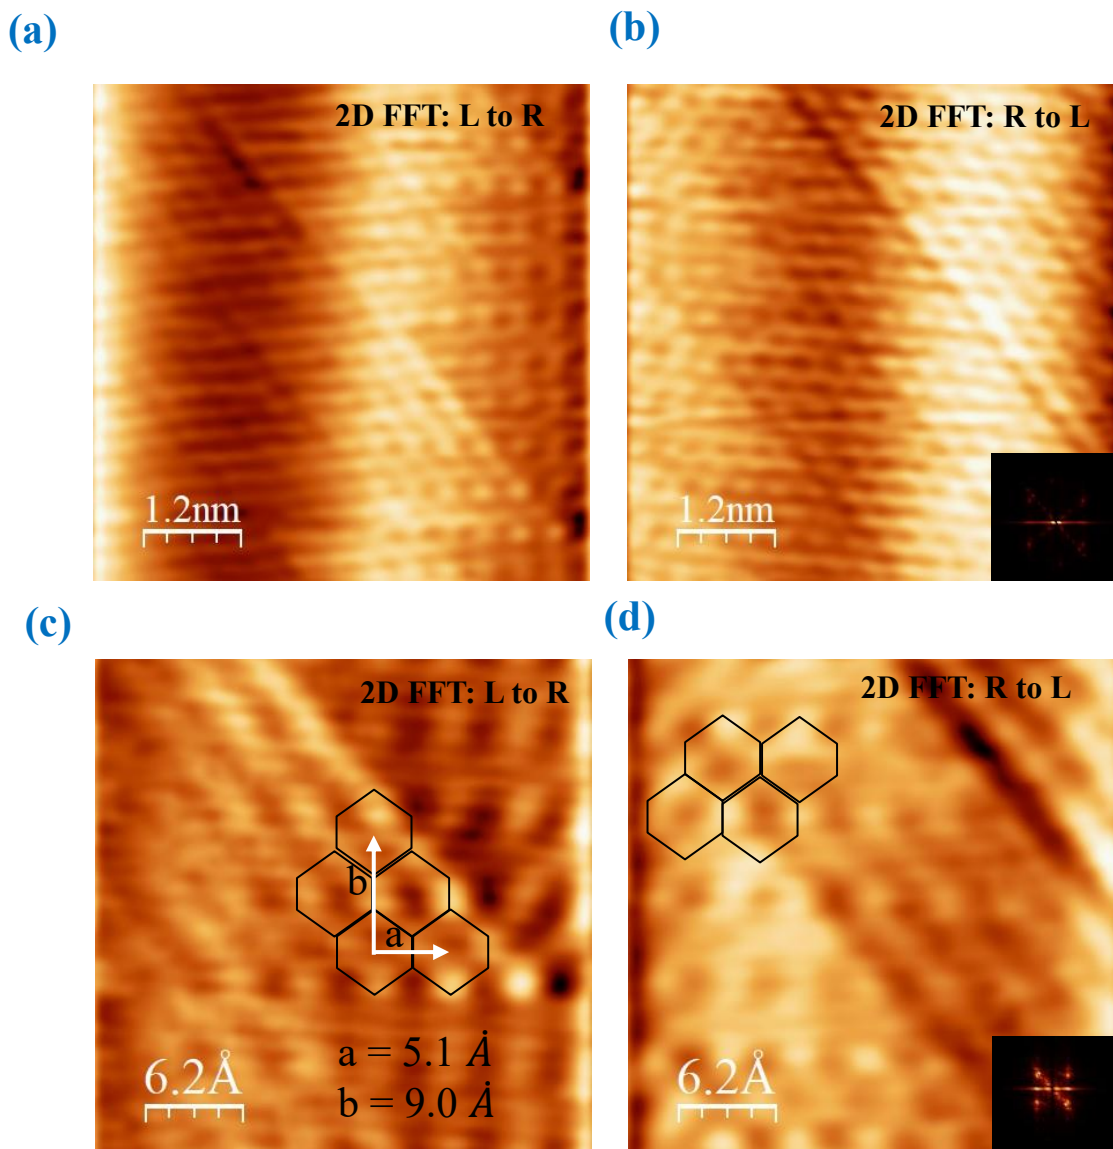 (a)
(b)
2D FFT: L to R
2D FFT: R to L
1.2nm
1.2nm
(c)
(d)
2D FFT: L to R
2D FFT: R to L
b
a
a = 5.1 Ȧ
b = 9.0 Ȧ
6.2Å
6.2Å